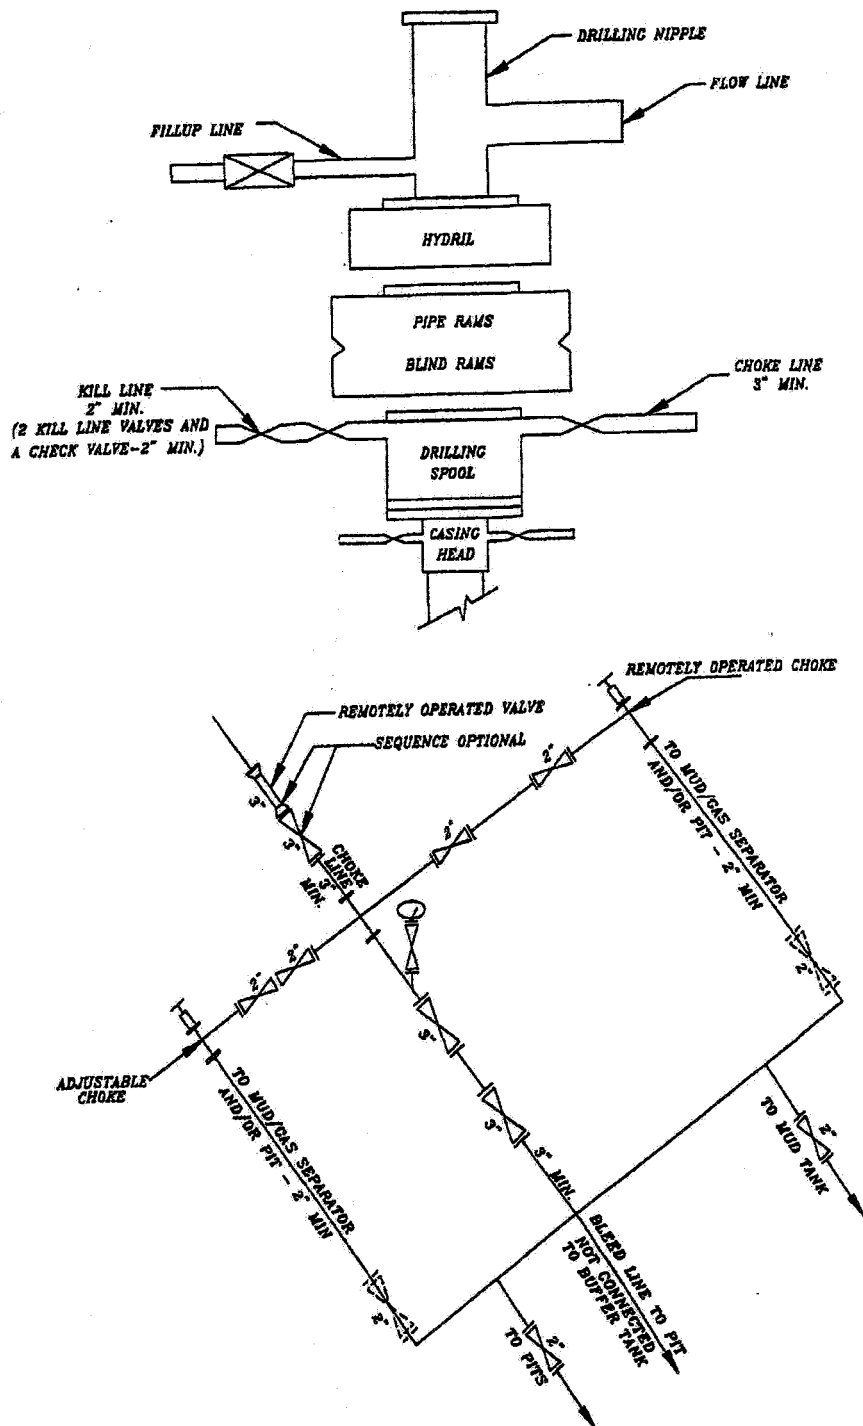 DRILLING NIPPLE
FLOW LINE
FILLUP LINE
HYDRIL
PIPE RAMS
BLIND RAMS
CHOKE LINE
3" MIN.
KILL LINE
2" MIN.
(2 KILL LINE VALVES AND
A CHECK VALVE-2" MIN.)
DRILLING
SPOOL
CASING
HEAD
REMOTELY OPERATED CHOKE
REMOTELY OPERATED VALVE
SEQUENCE OPTIONAL
3"
3"
CHOKE
LINE
3"
MIN.
2"
2"
TO MUD/GAS SEPARATOR
AND/OR PIT - 2" MIN
2"
2"
2"
3"
3"
3" MIN.
ADJUSTABLE
CHOKE
TO MUD/GAS SEPARATOR
AND/OR PIT - 2" MIN
2"
2"
TO MUD TANK
BLEED LINE TO PIT
NOT CONNECTED
TO BUFFER TANK
2"
TO PITS